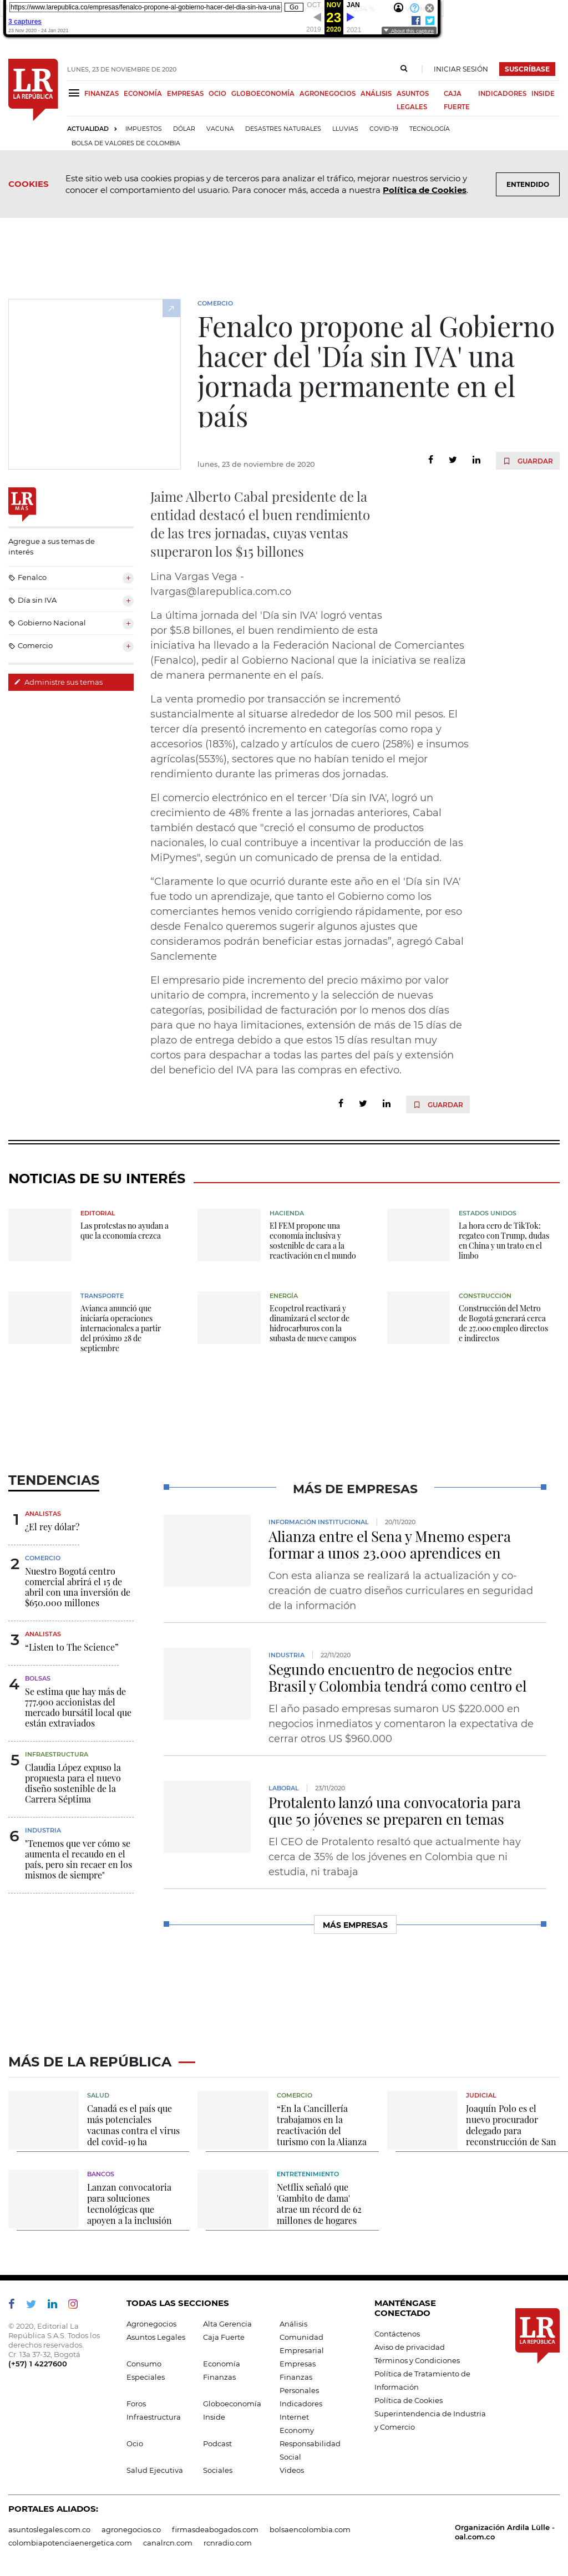 https://www.larepublica.co/empresas/fenalco-propone-al-gobierno-hacer-del-dia-sin-iva-una-
Go
OCT NOV JAN
23
2019 2020 2021
3 captures
23 Nov 2020 - 24 Jan 2021
About this capture
LR
LA REPÚBLICA
LUNES, 23 DE NOVIEMBRE DE 2020
INICIAR SESIÓN
SUSCRÍBASE
FINANZAS ECONOMÍA EMPRESAS OCIO GLOBOECONOMÍA AGRONEGOCIOS ANÁLISIS ASUNTOS LEGALES CAJA FUERTE INDICADORES INSIDE
ACTUALIDAD IMPUESTOS DÓLAR VACUNA DESASTRES NATURALES LLUVIAS COVID-19 TECNOLOGÍA
BOLSA DE VALORES DE COLOMBIA
COOKIES
Este sitio web usa cookies propias y de terceros para analizar el tráfico, mejorar nuestros servicio y
conocer el comportamiento del usuario. Para conocer más, acceda a nuestra Política de Cookies.
ENTENDIDO
COMERCIO
Fenalco propone al Gobierno
hacer del 'Día sin IVA' una
jornada permanente en el
país
lunes, 23 de noviembre de 2020
GUARDAR
LR
MÁS
Agregue a sus temas de
interés
Fenalco +
Día sin IVA +
Gobierno Nacional +
Comercio +
Administre sus temas
Jaime Alberto Cabal presidente de la
entidad destacó el buen rendimiento
de las tres jornadas, cuyas ventas
superaron los $15 billones
Lina Vargas Vega -
lvargas@larepublica.com.co
La última jornada del 'Día sin IVA' logró ventas
por $5.8 billones, el buen rendimiento de esta
iniciativa ha llevado a la Federación Nacional de Comerciantes
(Fenalco), pedir al Gobierno Nacional que la iniciativa se realiza
de manera permanente en el país.
La venta promedio por transacción se incrementó
sustancialmente al situarse alrededor de los 500 mil pesos. El
tercer día presentó incremento en categorías como ropa y
accesorios (183%), calzado y artículos de cuero (258%) e insumos
agrícolas(553%), sectores que no habían tenido el mejor
rendimiento durante las primeras dos jornadas.
El comercio electrónico en el tercer 'Día sin IVA', logró un
crecimiento de 48% frente a las jornadas anteriores, Cabal
también destacó que "creció el consumo de productos
nacionales, lo cual contribuye a incentivar la producción de las
MiPymes", según un comunicado de prensa de la entidad.
“Claramente lo que ocurrió durante este año en el 'Día sin IVA'
fue todo un aprendizaje, que tanto el Gobierno como los
comerciantes hemos venido corrigiendo rápidamente, por eso
desde Fenalco queremos sugerir algunos ajustes que
consideramos podrán beneficiar estas jornadas”, agregó Cabal
Sanclemente
El empresario pide incremento del precio máximo por valor
unitario de compra, incremento y la selección de nuevas
categorías, posibilidad de facturación por lo menos dos días
para que no haya limitaciones, extensión de más de 15 días de
plazo de entrega debido a que estos 15 días resultan muy
cortos para despachar a todas las partes del país y extensión
del beneficio del IVA para las compras en efectivo.
GUARDAR
NOTICIAS DE SU INTERÉS
EDITORIAL
Las protestas no ayudan a
que la economía crezca
HACIENDA
El FEM propone una
economía inclusiva y
sostenible de cara a la
reactivación en el mundo
ESTADOS UNIDOS
La hora cero de TikTok:
regateo con Trump, dudas
en China y un trato en el
limbo
TRANSPORTE
Avianca anunció que
iniciaría operaciones
internacionales a partir
del próximo 28 de
septiembre
ENERGÍA
Ecopetrol reactivará y
dinamizará el sector de
hidrocarburos con la
subasta de nueve campos
CONSTRUCCIÓN
Construcción del Metro
de Bogotá generará cerca
de 27.000 empleo directos
e indirectos
TENDENCIAS
1
ANALISTAS
¿El rey dólar?
2
COMERCIO
Nuestro Bogotá centro
comercial abrirá el 15 de
abril con una inversión de
$650.000 millones
3
ANALISTAS
“Listen to The Science”
4
BOLSAS
Se estima que hay más de
777.900 accionistas del
mercado bursátil local que
están extraviados
5
INFRAESTRUCTURA
Claudia López expuso la
propuesta para el nuevo
diseño sostenible de la
Carrera Séptima
6
INDUSTRIA
"Tenemos que ver cómo se
aumenta el recaudo en el
país, pero sin recaer en los
mismos de siempre"
MÁS DE EMPRESAS
INFORMACIÓN INSTITUCIONAL 20/11/2020
Alianza entre el Sena y Mnemo espera
formar a unos 23.000 aprendices en
Con esta alianza se realizará la actualización y co-
creación de cuatro diseños curriculares en seguridad
de la información
INDUSTRIA 22/11/2020
Segundo encuentro de negocios entre
Brasil y Colombia tendrá como centro el
El año pasado empresas sumaron US $220.000 en
negocios inmediatos y comentaron la expectativa de
cerrar otros US $960.000
LABORAL 23/11/2020
Protalento lanzó una convocatoria para
que 50 jóvenes se preparen en temas
El CEO de Protalento resaltó que actualmente hay
cerca de 35% de los jóvenes en Colombia que ni
estudia, ni trabaja
MÁS EMPRESAS
MÁS DE LA REPÚBLICA
SALUD
Canadá es el país que
más potenciales
vacunas contra el virus
del covid-19 ha
COMERCIO
“En la Cancillería
trabajamos en la
reactivación del
turismo con la Alianza
JUDICIAL
Joaquín Polo es el
nuevo procurador
delegado para
reconstrucción de San
BANCOS
Lanzan convocatoria
para soluciones
tecnológicas que
apoyen a la inclusión
ENTRETENIMIENTO
Netflix señaló que
'Gambito de dama'
atrae un récord de 62
millones de hogares
© 2020, Editorial La
República S.A.S. Todos los
derechos reservados.
Cr. 13a 37-32, Bogotá
(+57) 1 4227600
TODAS LAS SECCIONES
Agronegocios Alta Gerencia Análisis
Asuntos Legales Caja Fuerte Comunidad Empresarial
Consumo Economía Empresas
Especiales Finanzas Finanzas Personales
Foros Globoeconomía Indicadores
Infraestructura Inside Internet Economy
Ocio Podcast Responsabilidad Social
Salud Ejecutiva Sociales Videos
MANTÉNGASE
CONECTADO
Contáctenos
Aviso de privacidad
Términos y Condiciones
Política de Tratamiento de
Información
Política de Cookies
Superintendencia de Industria
y Comercio
LR
LA REPÚBLICA
PORTALES ALIADOS:
asuntoslegales.com.co agronegocios.co firmasdeabogados.com bolsaencolombia.com
colombiapotenciaenergetica.com canalrcn.com rcnradio.com
Organización Ardila Lülle -
oal.com.co